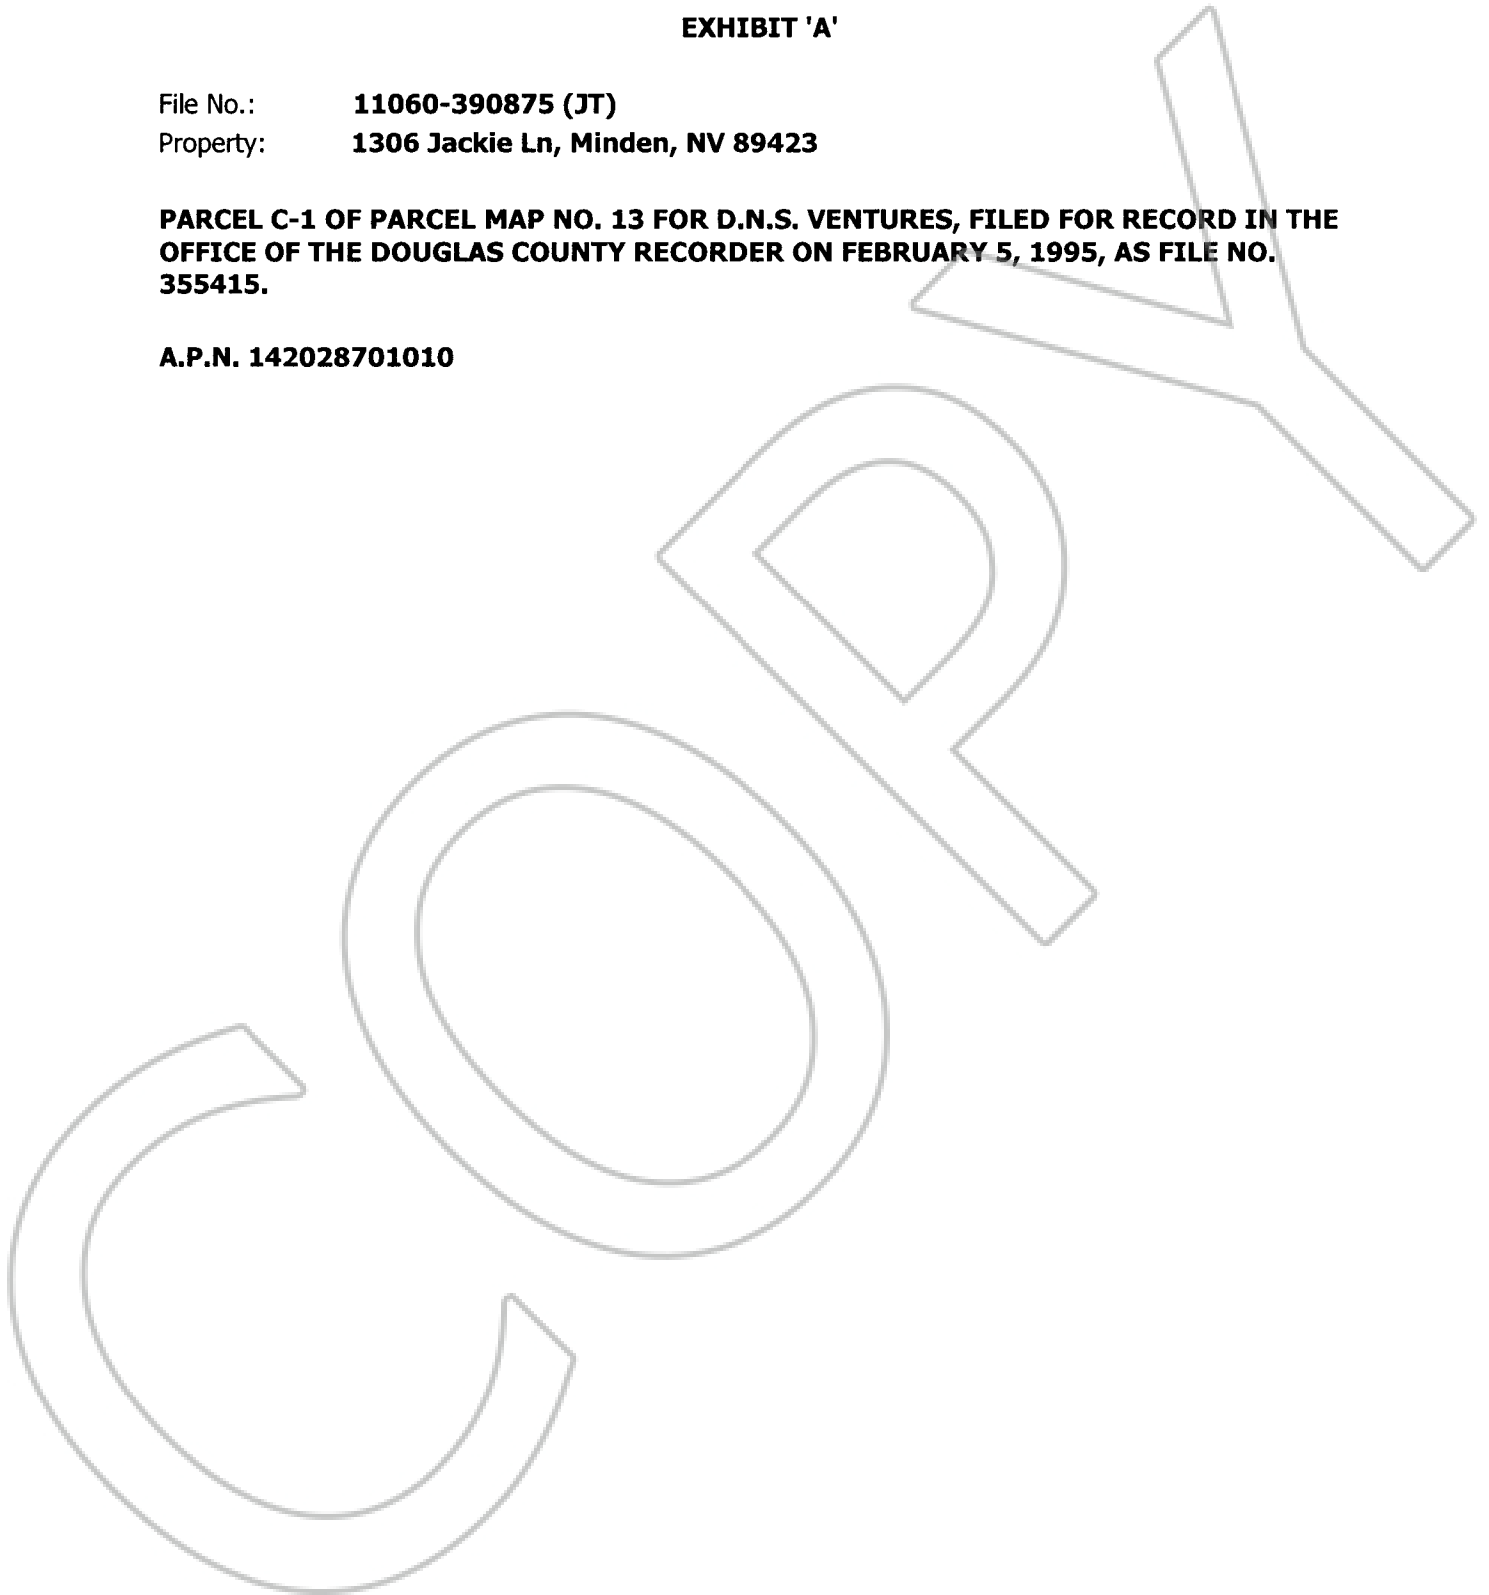 EXHIBIT 'A'
File No.: 11060-390875 (JT)
Property: 1306 Jackie Ln, Minden, NV 89423
PARCEL C-1 OF PARCEL MAP NO. 13 FOR D.N.S. VENTURES, FILED FOR RECORD IN THE
OFFICE OF THE DOUGLAS COUNTY RECORDER ON FEBRUARY 5, 1995, AS FILE NO.
355415.
A.P.N. 142028701010
COPY